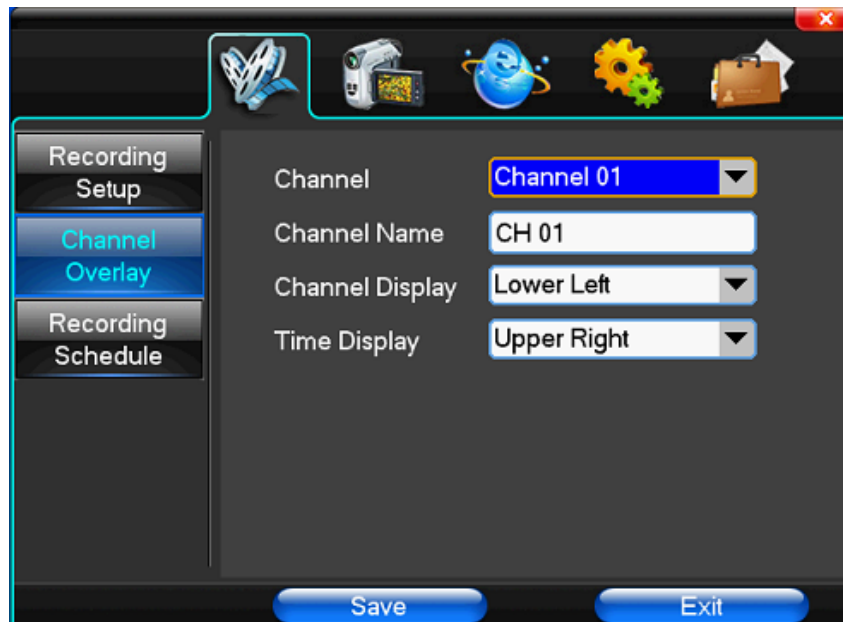 Recording
Setup
Channel
Overlay
Recording
Schedule
Channel
Channel 01
Channel Name
CH 01
Channel Display
Lower Left
Time Display
Upper Right
Save
Exit